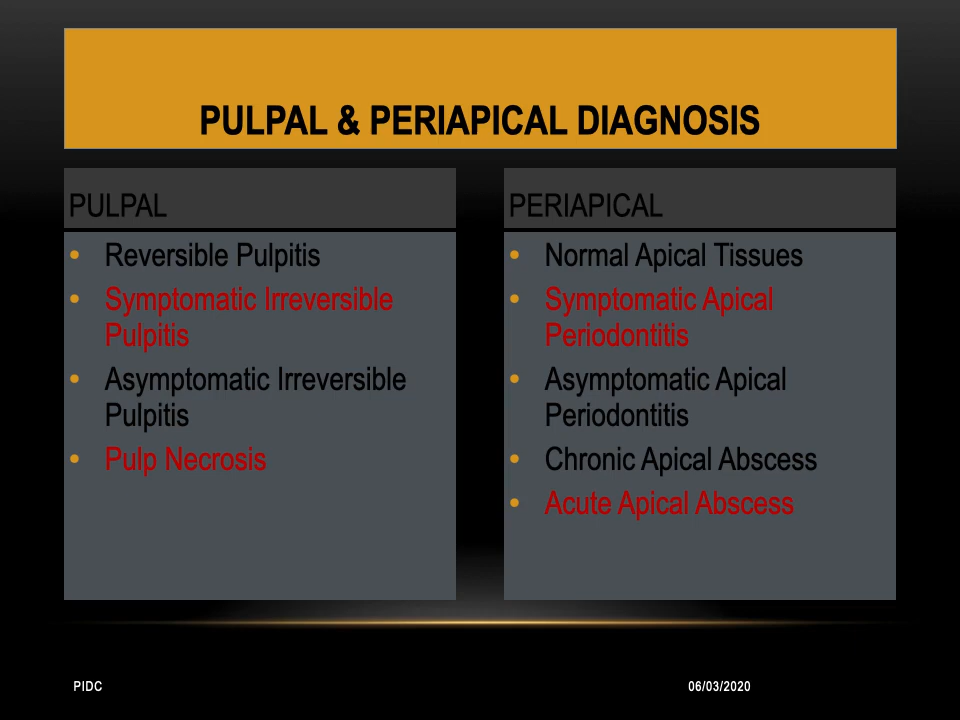 PULPAL & PERIAPICAL DIAGNOSIS
PULPAL
• Reversible Pulpitis
• Symptomatic Irreversible
Pulpitis
• Asymptomatic Irreversible
Pulpitis
• Pulp Necrosis
PERIAPICAL
• Normal Apical Tissues
• Symptomatic Apical
Periodontitis
• Asymptomatic Apical
Periodontitis
• Chronic Apical Abscess
• Acute Apical Abscess
PIDC
06/03/2020